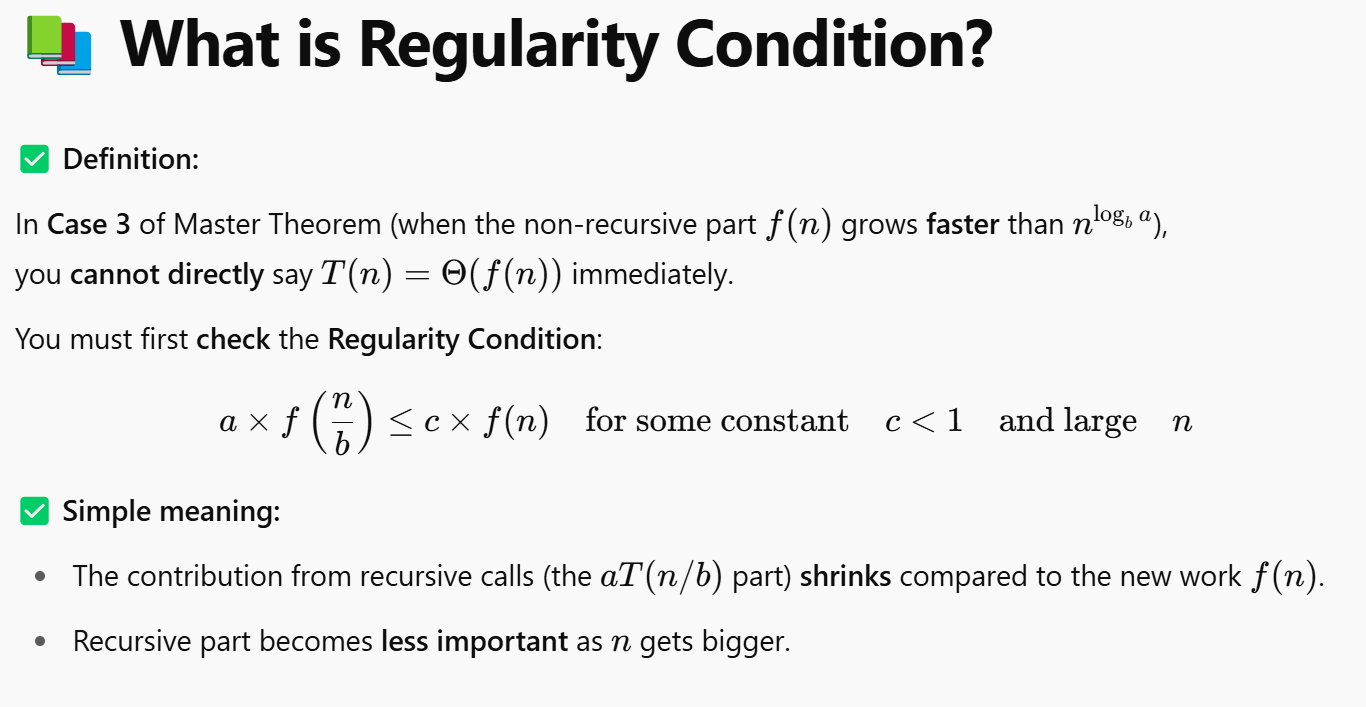 📚 What is Regularity Condition?
✅ Definition:
In Case 3 of Master Theorem (when the non-recursive part f(n) grows faster than n^{log_b a}),
you cannot directly say T(n) = Θ(f(n)) immediately.
You must first check the Regularity Condition:
a × f(n/b) ≤ c × f(n) for some constant c < 1 and large n
✅ Simple meaning:
• The contribution from recursive calls (the aT(n/b) part) shrinks compared to the new work f(n).
• Recursive part becomes less important as n gets bigger.